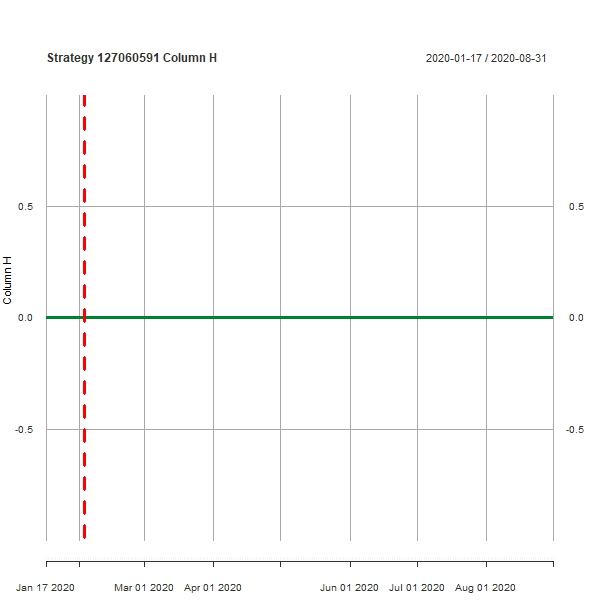 Strategy 127060591 Column H
2020-01-17 / 2020-08-31
0.5
0.5
Column H
0.0
0.0
-0.5
-0.5
Jan 17 2020
Mar 01 2020
Apr 01 2020
Jun 01 2020
Jul 01 2020
Aug 01 2020